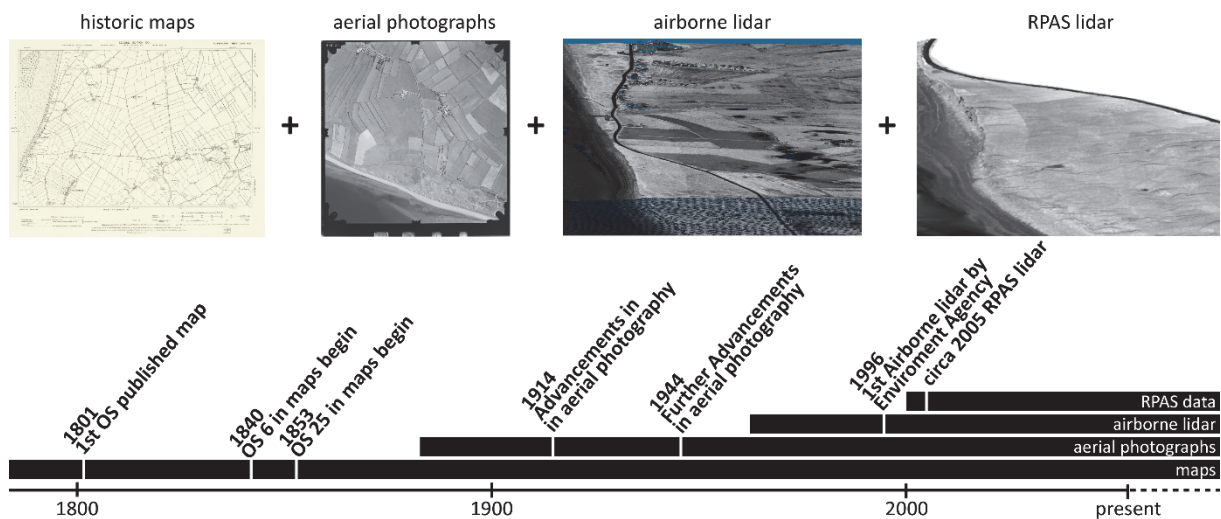 historic maps
aerial photographs
airborne lidar
RPAS lidar
+
+
+
1801
1st OS published map
1840
OS 6 in maps begin
1853
OS 25 in maps begin
1914
Advancements in
in aerial photography
1944
Further Advancements
in aerial photography
1996
1st Airborne lidar by
Enviroment Agency
circa 2005 RPAS lidar
RPAS data
airborne lidar
aerial photographs
maps
1800
1900
2000
present